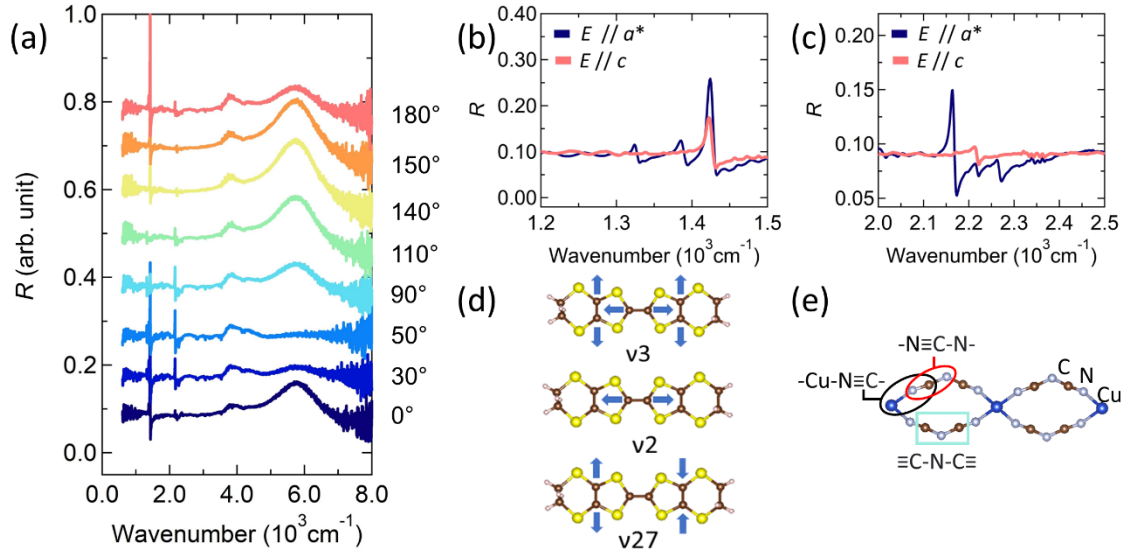 (a)
R (arb. unit)
1.0
0.8
0.6
0.4
0.2
0.0
180°
150°
140°
110°
90°
50°
30°
0°
0.0 2.0 4.0 6.0 8.0
Wavenumber (10³cm⁻¹)
(b)
R
0.40
0.30
0.20
0.10
0.00
E // a*
E // c
1.2 1.3 1.4 1.5
Wavenumber (10³cm⁻¹)
(c)
R
0.20
0.15
0.10
0.05
E // a*
E // c
2.0 2.1 2.2 2.3 2.4 2.5
Wavenumber (10³cm⁻¹)
(d)
ν3
ν2
ν27
(e)
-N≡C-N-
-Cu-N≡C-
C
N
Cu
≡C-N-C≡